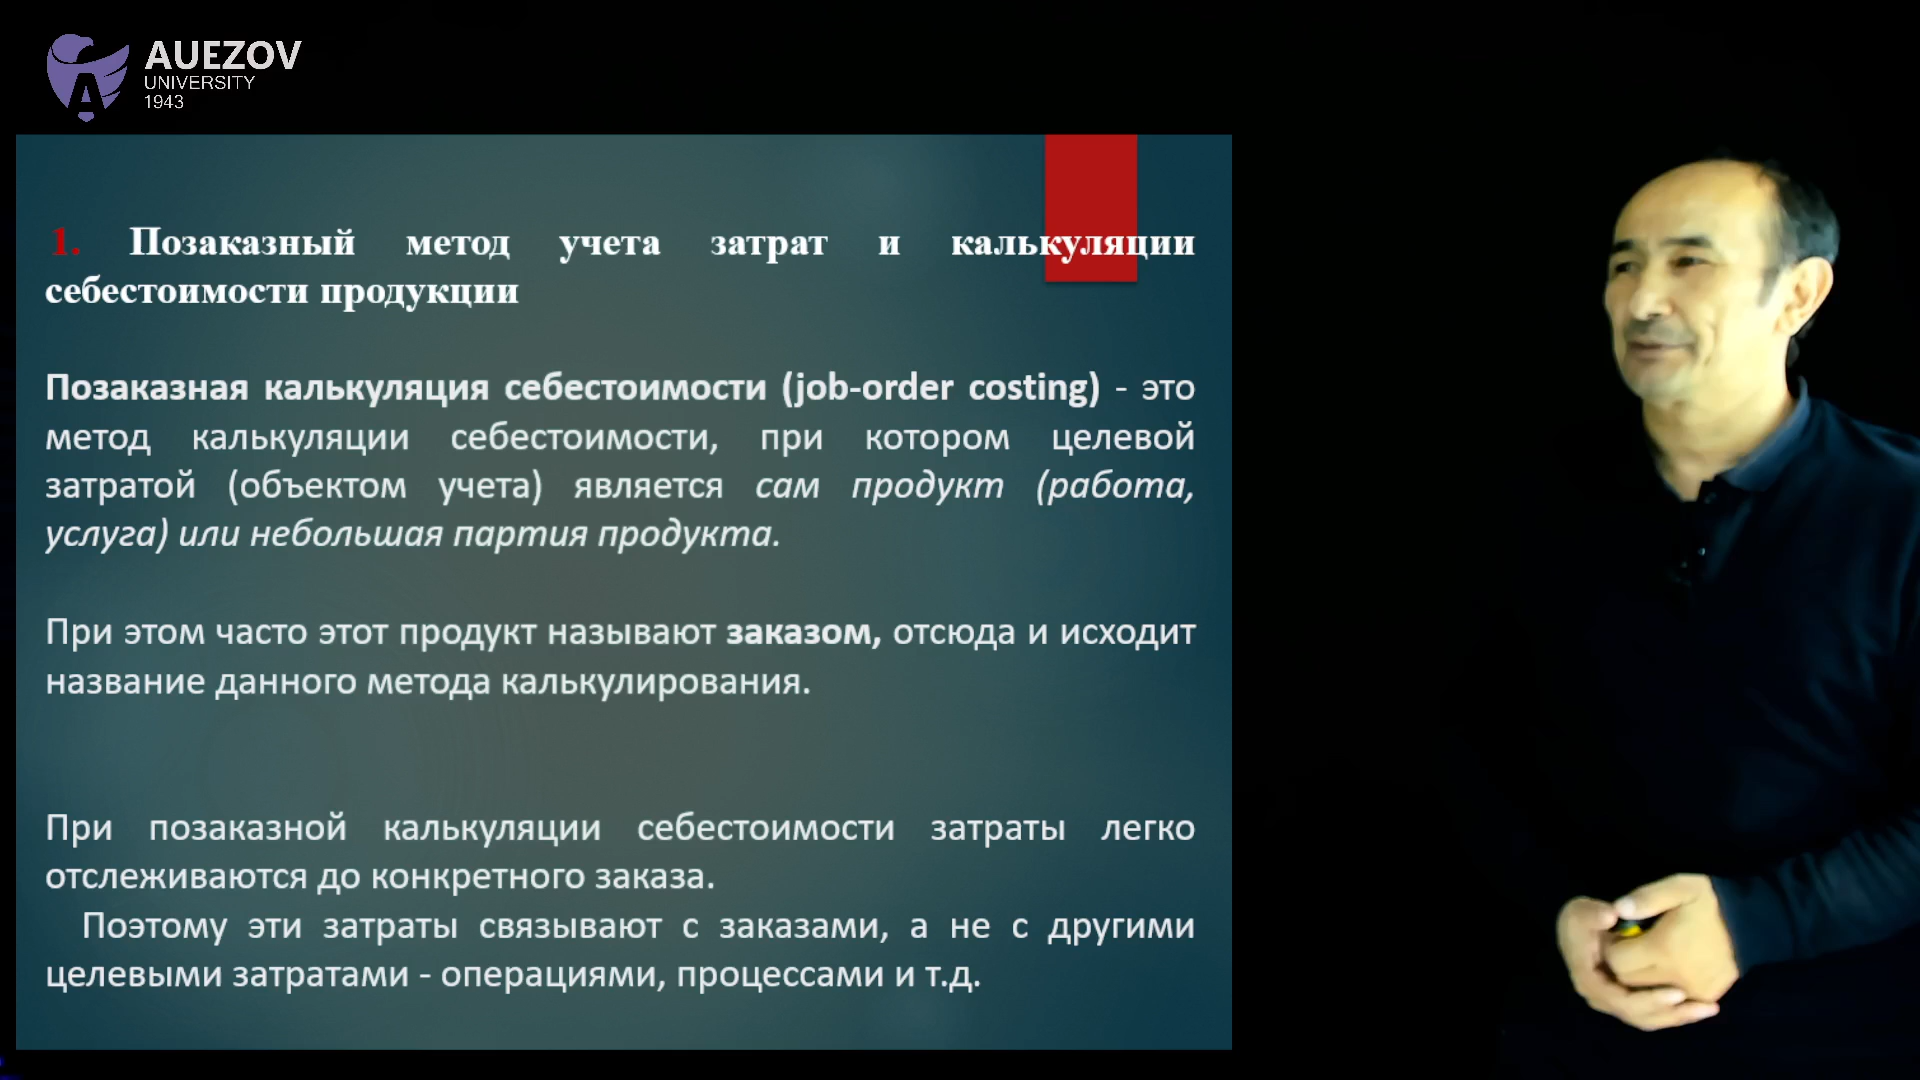 AUEZOV
UNIVERSITY
1943
1. Позаказный метод учета затрат и калькуляции
себестоимости продукции
Позаказная калькуляция себестоимости (job-order costing) - это
метод калькуляции себестоимости, при котором целевой
затратой (объектом учета) является сам продукт (работа,
услуга) или небольшая партия продукта.
При этом часто этот продукт называют заказом, отсюда и исходит
название данного метода калькулирования.
При позаказной калькуляции себестоимости затраты легко
отслеживаются до конкретного заказа.
Поэтому эти затраты связывают с заказами, а не с другими
целевыми затратами - операциями, процессами и т.д.